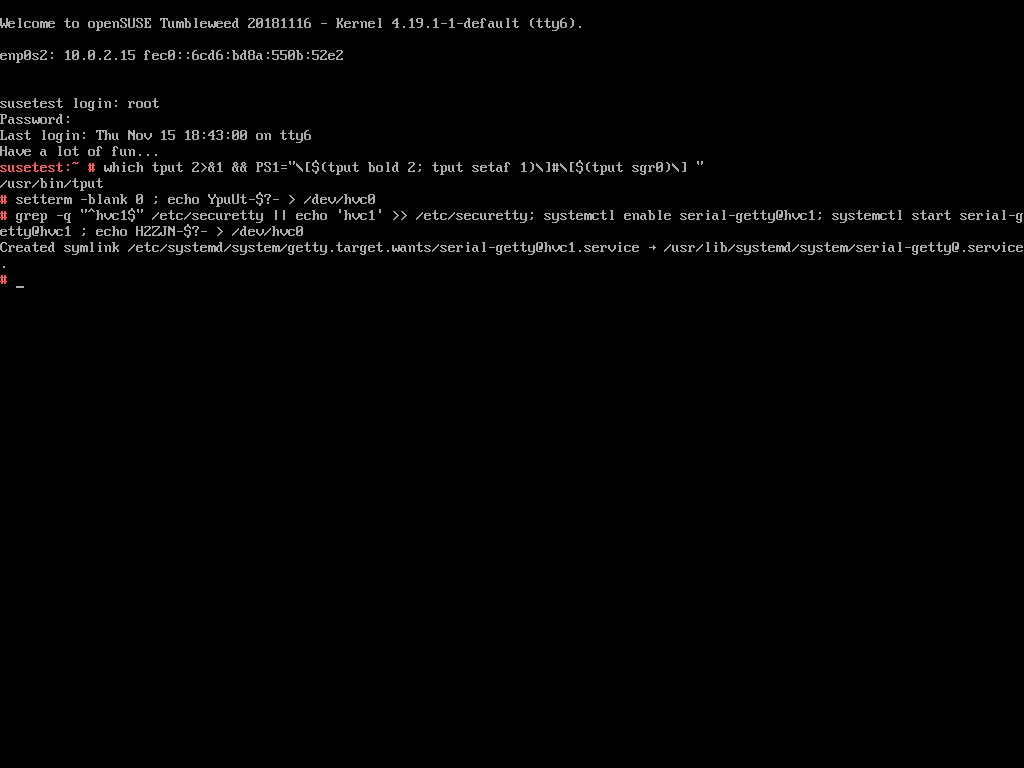 Welcome to openSUSE Tumbleweed 20181116 - Kernel 4.19.1-1-default (tty6).
enp0s2: 10.0.2.15 fec0::6cd6:bd8a:550b:52e2
susetest login: root
Password:
Last login: Thu Nov 15 18:43:00 on tty6
Have a lot of fun...
susetest:~ # which tput 2>&1 && PS1="\[$(tput bold 2; tput setaf 1)\]#\[$(tput sgr0)\] "
/usr/bin/tput
# setterm -blank 0 ; echo YpuUt-$?- > /dev/hvc0
# grep -q "^hvc1$" /etc/securetty || echo 'hvc1' >> /etc/securetty; systemctl enable serial-getty@hvc1; systemctl start serial-g
etty@hvc1 ; echo H2ZJN-$?- > /dev/hvc0
Created symlink /etc/systemd/system/getty.target.wants/serial-getty@hvc1.service → /usr/lib/systemd/system/serial-getty@.service
.
# _